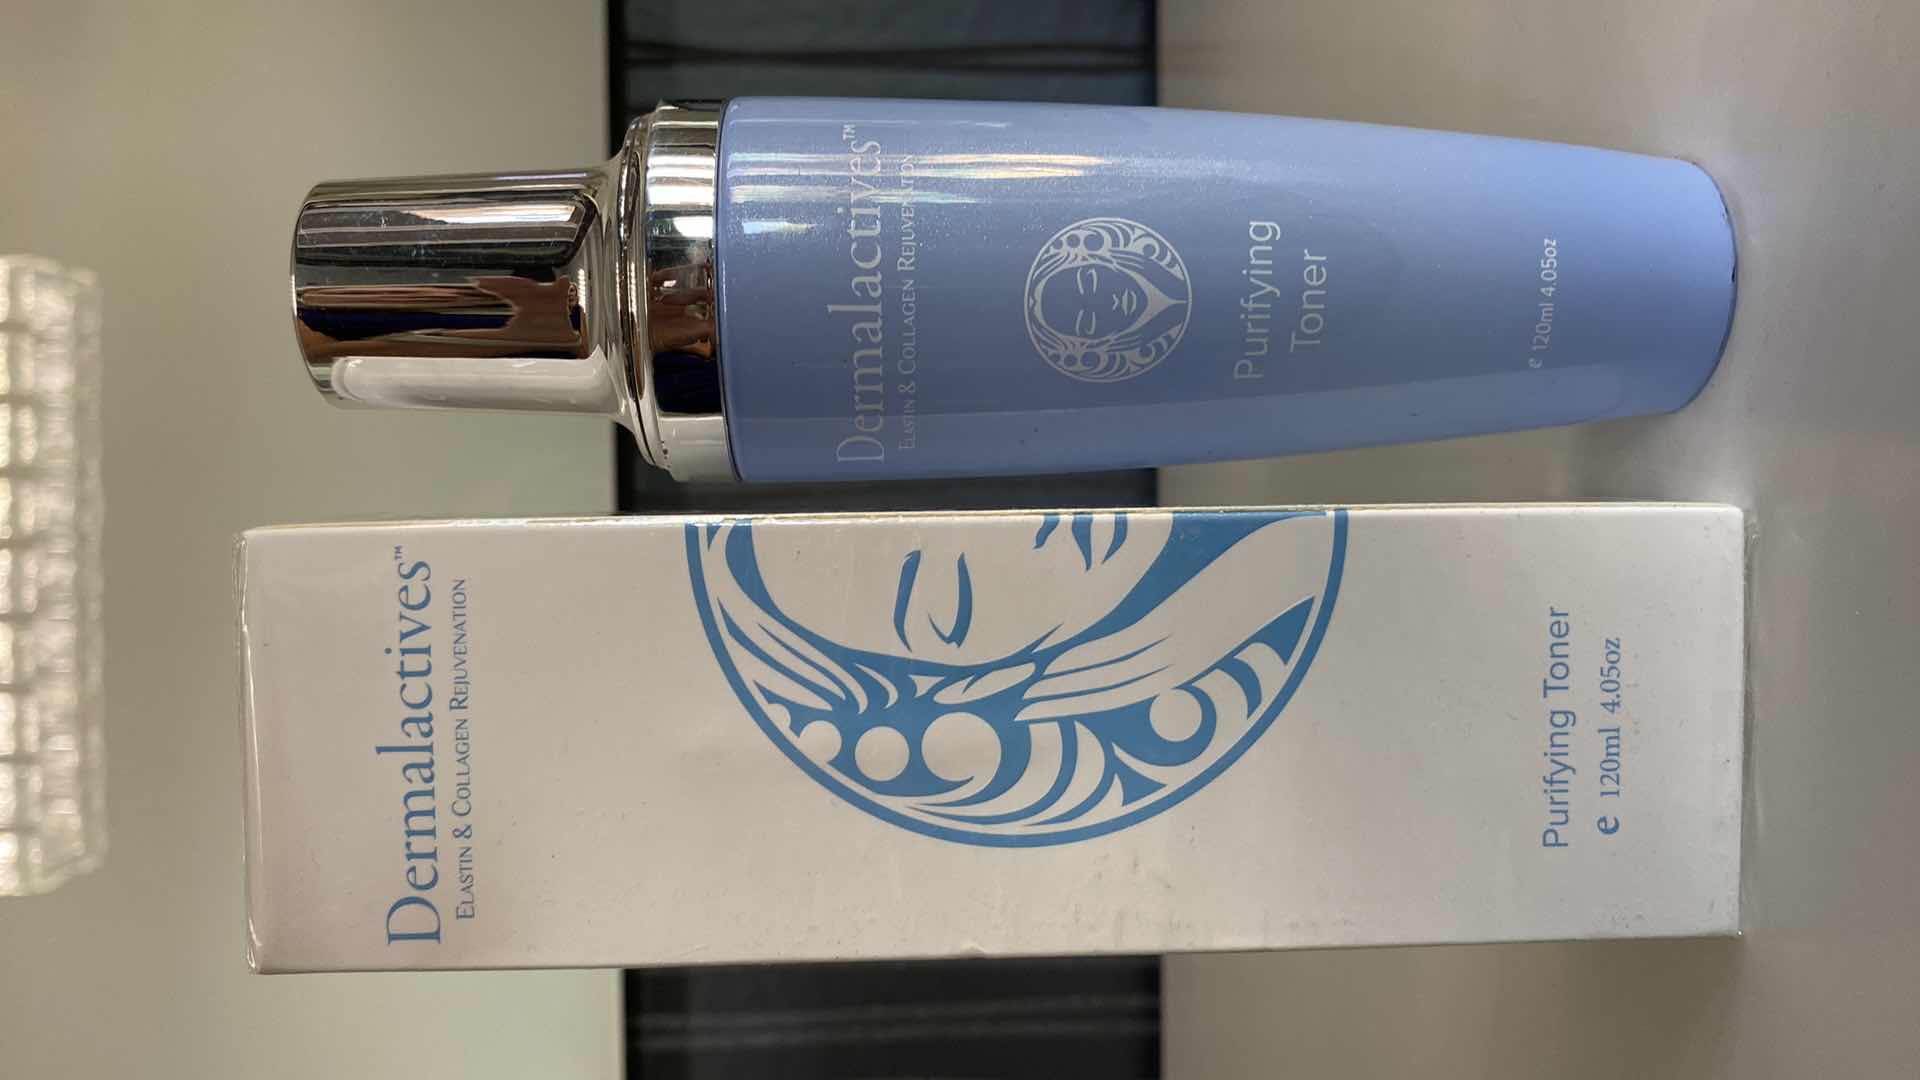 Dermalactives™
ELASTIN & COLLAGEN REJUVENATION
Purifying Toner
e 120ml 4.05oz
Dermalactives™
ELASTIN & COLLAGEN REJUVENATION
Purifying
Toner
e 120ml 4.05oz